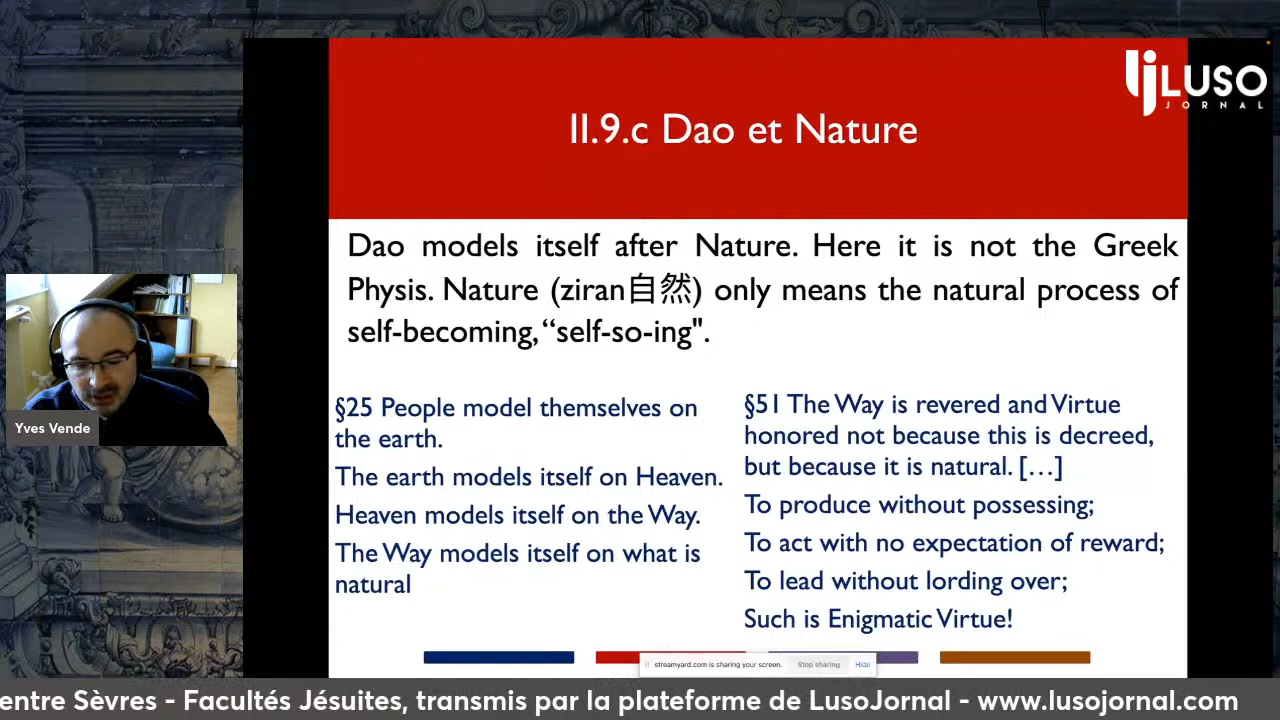 LUSO
JORNAL
II.9.c Dao et Nature
Dao models itself after Nature. Here it is not the Greek
Physis. Nature (ziran自然) only means the natural process of
self-becoming, “self-so-ing".
§25 People model themselves on
the earth.
The earth models itself on Heaven.
Heaven models itself on the Way.
The Way models itself on what is
natural
§51 The Way is revered and Virtue
honored not because this is decreed,
but because it is natural. […]
To produce without possessing;
To act with no expectation of reward;
To lead without lording over;
Such is Enigmatic Virtue!
Yves Vende
streamyard.com is sharing your screen. Stop sharing Hide
entre Sèvres - Facultés Jésuites, transmis par la plateforme de LusoJornal - www.lusojornal.com